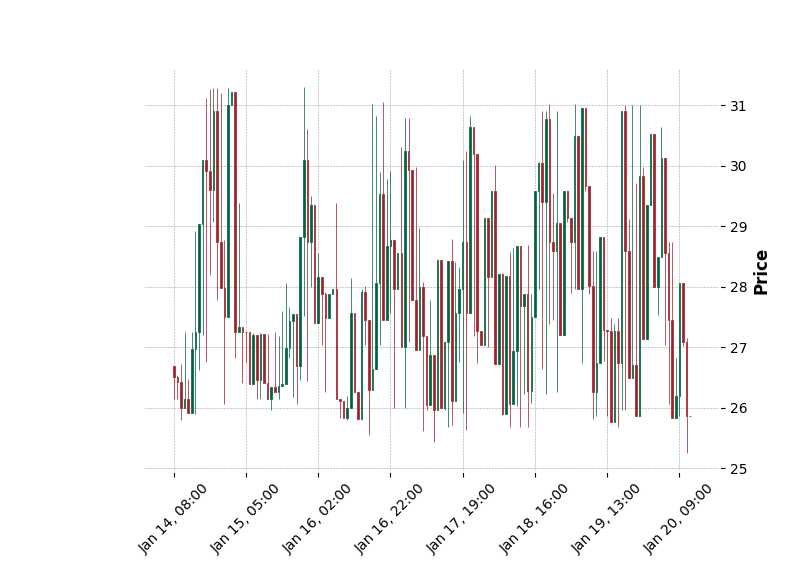 31
30
29
28
27
26
25
Price
Jan 14, 08:00
Jan 15, 05:00
Jan 16, 02:00
Jan 16, 22:00
Jan 17, 19:00
Jan 18, 16:00
Jan 19, 13:00
Jan 20, 09:00